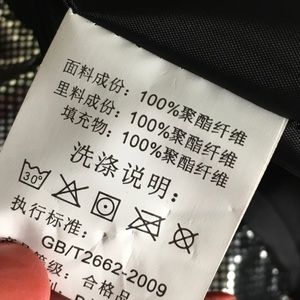 面料成份：100%聚酯纤维
里料成份：100%聚酯纤维
填充物：100%聚酯纤维
洗涤说明：
30°
执行标准：
GB/T2662-2009
等级：合格品